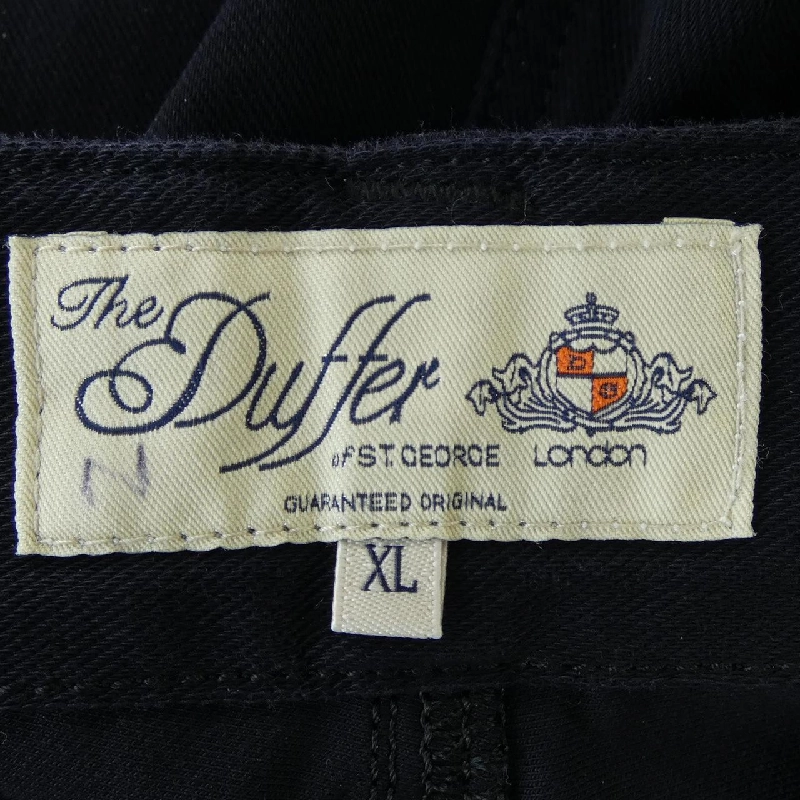 The
Duffer
of ST. GEORGE LONDON
GUARANTEED ORIGINAL
XL